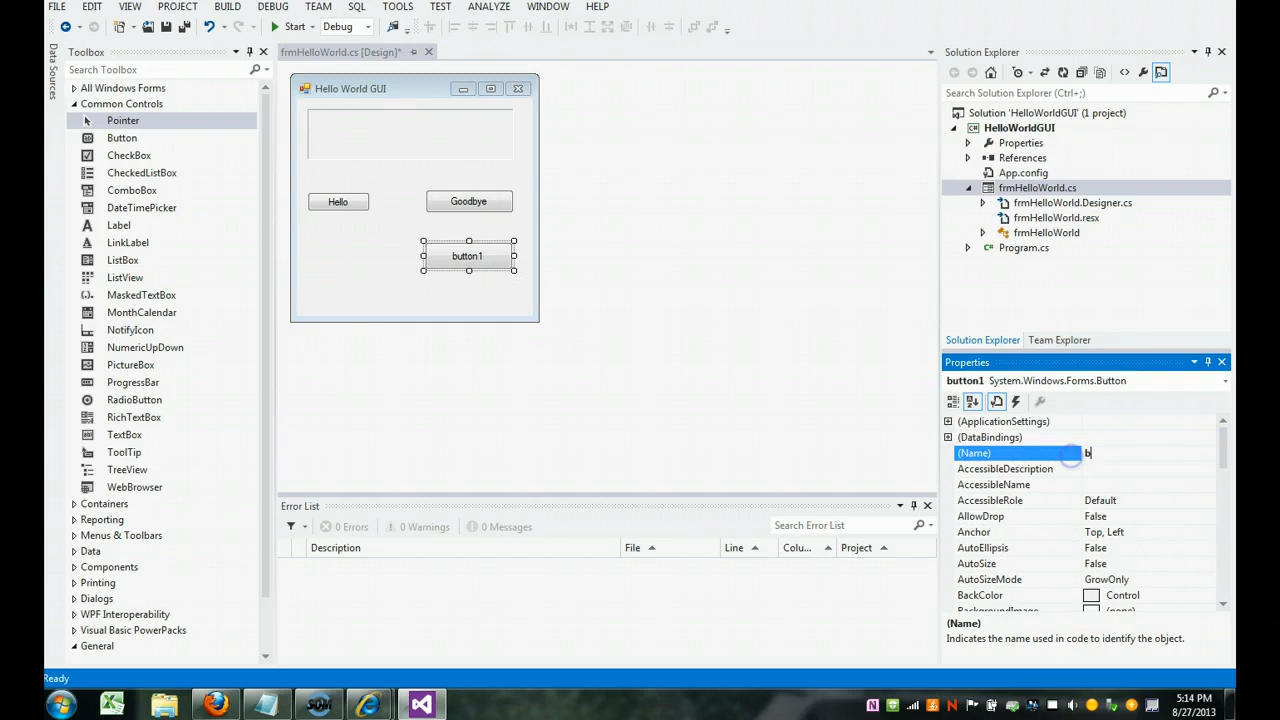 FILE EDIT VIEW PROJECT BUILD DEBUG TEAM SQL TOOLS TEST ANALYZE WINDOW HELP
Start Debug
Data Sources
Toolbox
Search Toolbox
All Windows Forms
Common Controls
Pointer
Button
CheckBox
CheckedListBox
ComboBox
DateTimePicker
Label
LinkLabel
ListBox
ListView
MaskedTextBox
MonthCalendar
NotifyIcon
NumericUpDown
PictureBox
ProgressBar
RadioButton
RichTextBox
TextBox
ToolTip
TreeView
WebBrowser
Containers
Reporting
Menus & Toolbars
Data
Components
Printing
Dialogs
WPF Interoperability
Visual Basic PowerPacks
General
frmHelloWorld.cs [Design]*
Hello World GUI
Hello Goodbye
button1
Error List
0 Errors 0 Warnings 0 Messages Search Error List
Description File Line Colu... Project
Solution Explorer
Search Solution Explorer (Ctrl+;)
Solution 'HelloWorldGUI' (1 project)
HelloWorldGUI
Properties
References
App.config
frmHelloWorld.cs
frmHelloWorld.Designer.cs
frmHelloWorld.resx
frmHelloWorld
Program.cs
Solution Explorer Team Explorer
Properties
button1 System.Windows.Forms.Button
(ApplicationSettings)
(DataBindings)
(Name) b
AccessibleDescription
AccessibleName
AccessibleRole Default
AllowDrop False
Anchor Top, Left
AutoEllipsis False
AutoSize False
AutoSizeMode GrowOnly
BackColor Control
BackgroundImage (none)
(Name)
Indicates the name used in code to identify the object.
Ready
SOM
5:14 PM
8/27/2013